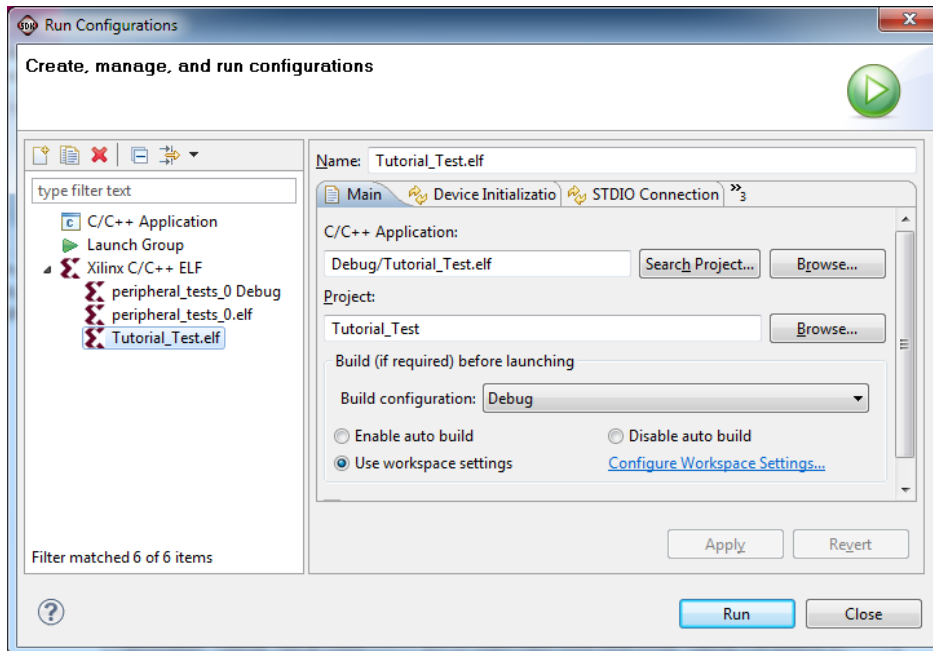 SDK Run Configurations
Create, manage, and run configurations
type filter text
C/C++ Application
Launch Group
Xilinx C/C++ ELF
peripheral_tests_0 Debug
peripheral_tests_0.elf
Tutorial_Test.elf
Filter matched 6 of 6 items
Name: Tutorial_Test.elf
Main Device Initializatio STDIO Connection »3
C/C++ Application:
Debug/Tutorial_Test.elf Search Project... Browse...
Project:
Tutorial_Test Browse...
Build (if required) before launching
Build configuration: Debug
Enable auto build Disable auto build
Use workspace settings Configure Workspace Settings...
Apply Revert
? Run Close